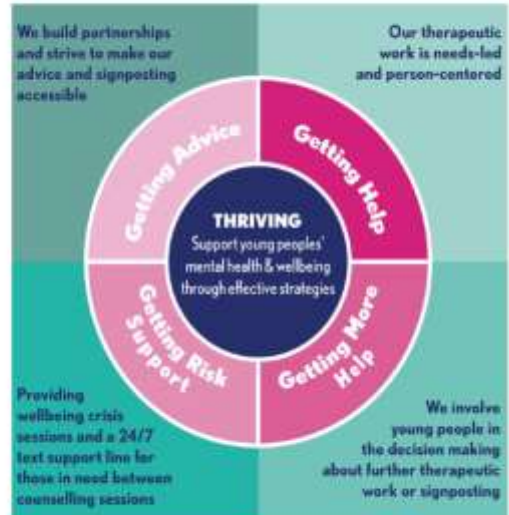 We build partnerships
and strive to make our
advice and signposting
accessible
Our therapeutic
work is needs-led
and person-centered
Getting Advice
Getting Help
THRIVING
Support young peoples'
mental health & wellbeing
through effective strategies
Getting Risk
Support
Getting More
Help
Providing
wellbeing crisis
sessions and a 24/7
text support line for
those in need between
counselling sessions
We involve
young people in
the decision making
about further therapeutic
work or signposting